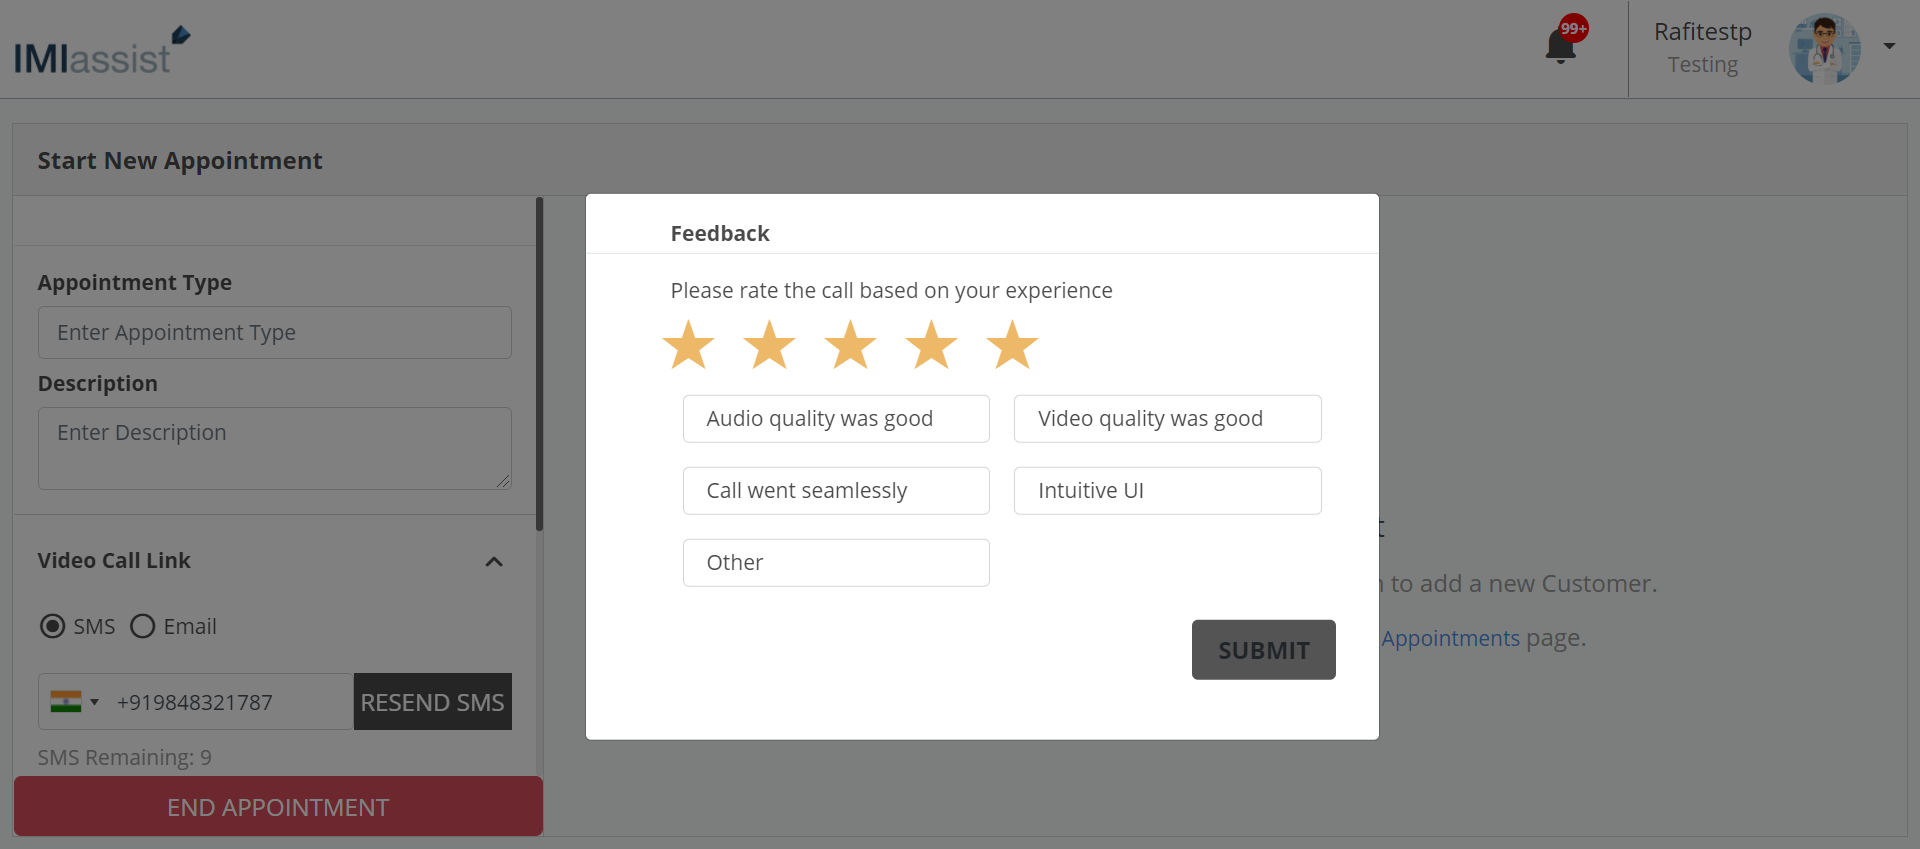 IMIassist
99+
Rafitestp
Testing
Start New Appointment
Appointment Type
Enter Appointment Type
Description
Enter Description
Video Call Link
SMS
Email
+919848321787
RESEND SMS
SMS Remaining: 9
END APPOINTMENT
Feedback
Please rate the call based on your experience
Audio quality was good
Video quality was good
Call went seamlessly
Intuitive UI
Other
SUBMIT
to add a new Customer.
Appointments page.